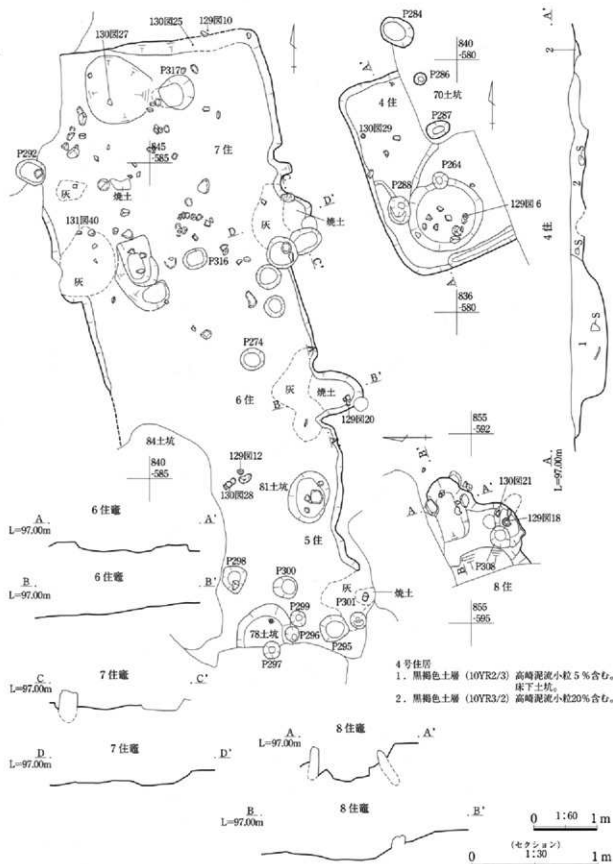 130図25
129図10
130図27
P317
P292
845
-585
7住
灰
焼土
131図40
灰
P316
D
灰
D'
焼土
C'
P274
6住
灰
焼土
B'
B
129図20
84土坑
840
-585
129図12
130図28
81土坑
5住
P298
P300
P299
P296
78土坑
P297
P295
灰
P301
焼土
P284
840
-580
A'
4住
P286
70土坑
130図29
P287
P264
P288
129図6
A
836
-580
A'
2
2
S
4住
S
S
1
A
L=97.00m
855
-592
B'
A'
A
130図21
129図18
P308
B
8住
855
-595
6住竈
A
L=97.00m
A'
6住竈
B
L=97.00m
B'
7住竈
C
L=97.00m
C'
7住竈
D
L=97.00m
D'
8住竈
A
L=97.00m
A'
8住竈
B
L=97.00m
B'
4号住居
1．黒褐色土層（10YR2/3）高崎泥流小粒5％含む。
床下土坑。
2．黒褐色土層（10YR3/2）高崎泥流小粒20％含む。
0 1:60 1m
(セクション)
0 1:30 1m